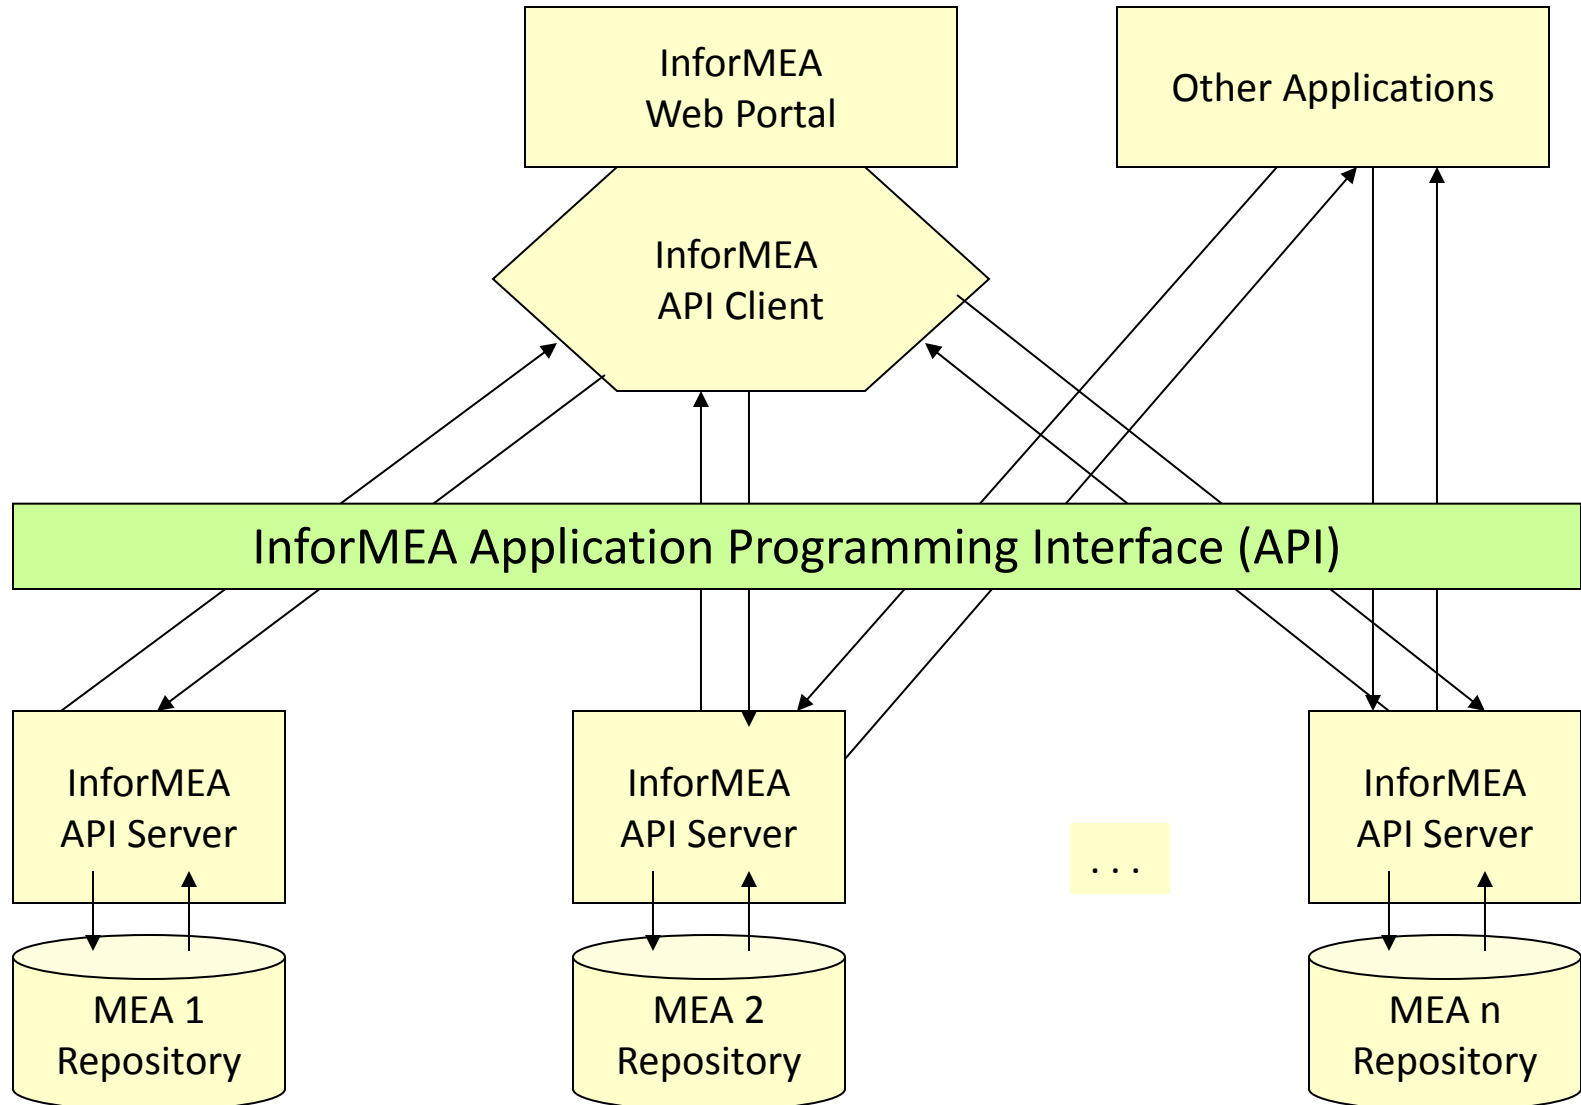 InforMEA
Web Portal
Other Applications
InforMEA
API Client
InforMEA Application Programming Interface (API)
InforMEA
API Server
InforMEA
API Server
. . .
InforMEA
API Server
MEA 1
Repository
MEA 2
Repository
MEA n
Repository